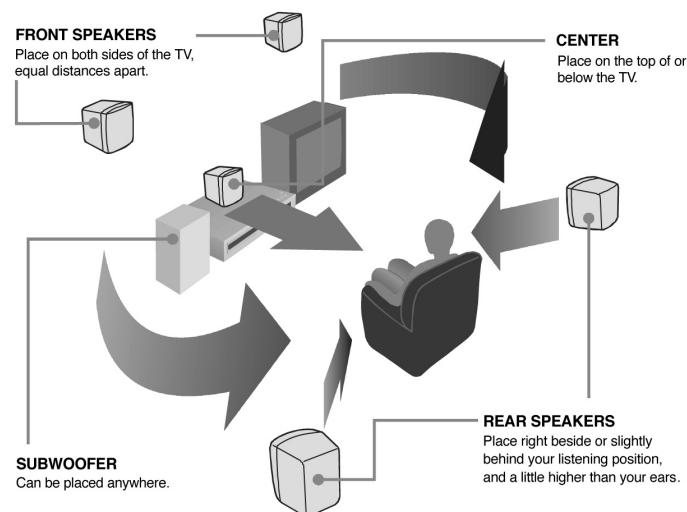 FRONT SPEAKERS
Place on both sides of the TV,
equal distances apart.
CENTER
Place on the top of or
below the TV.
SUBWOOFER
Can be placed anywhere.
REAR SPEAKERS
Place right beside or slightly
behind your listening position,
and a little higher than your ears.